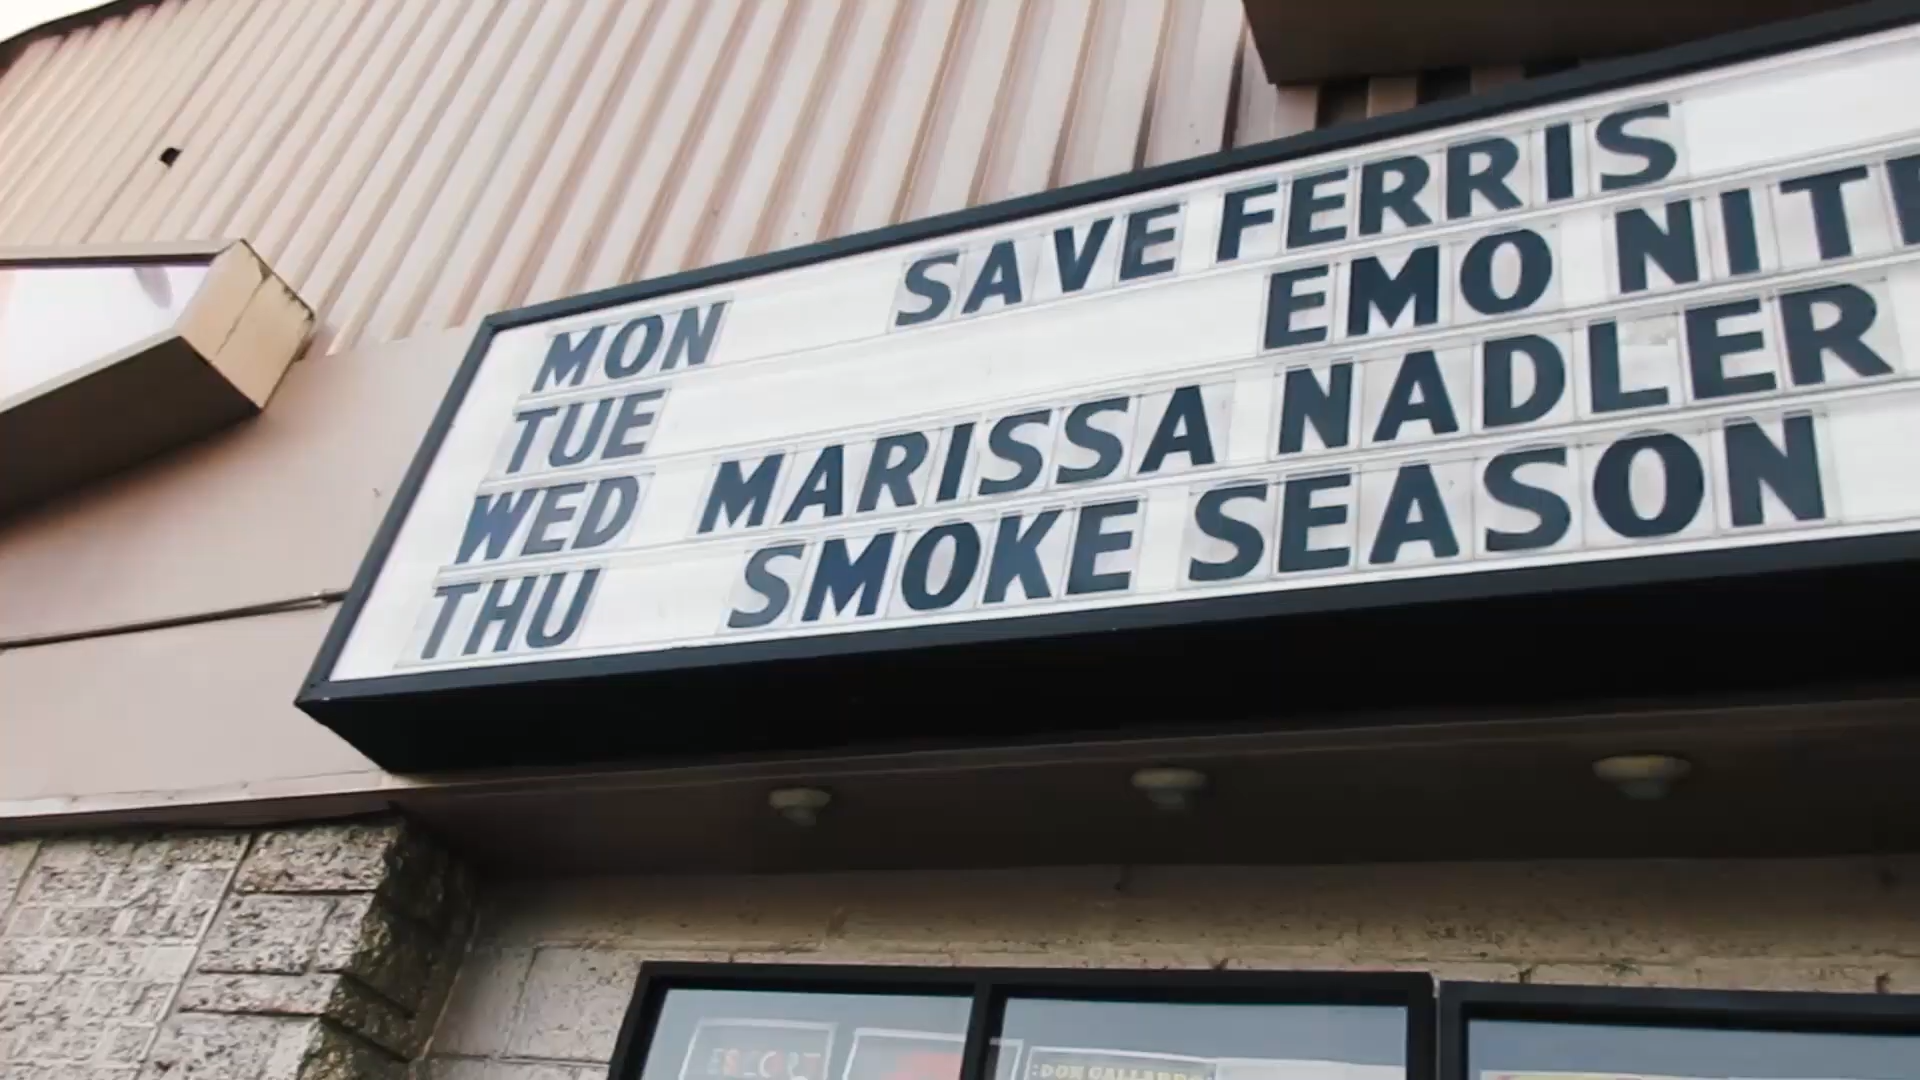 MON SAVE FERRIS
TUE EMO NITE
WED MARISSA NADLER
THU SMOKE SEASON